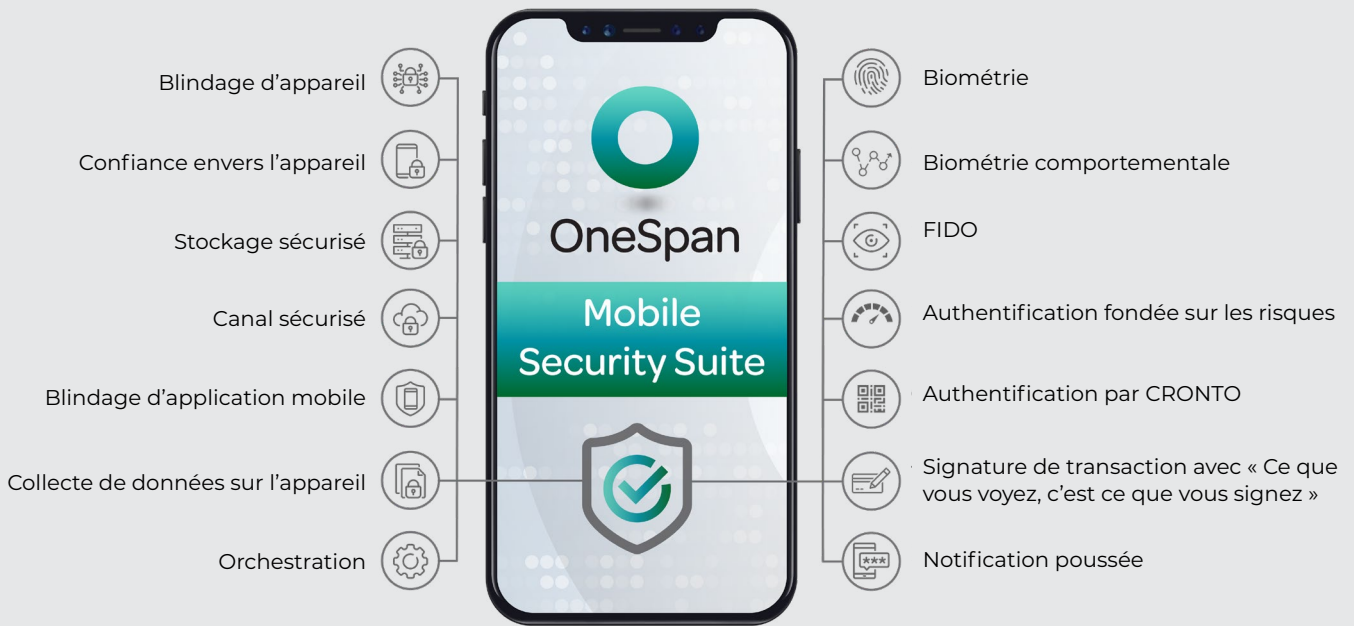 Blindage d’appareil
Confiance envers l’appareil
Stockage sécurisé
Canal sécurisé
Blindage d’application mobile
Collecte de données sur l’appareil
Orchestration
OneSpan
Mobile
Security Suite
Biométrie
Biométrie comportementale
FIDO
Authentification fondée sur les risques
Authentification par CRONTO
Signature de transaction avec « Ce que
vous voyez, c’est ce que vous signez »
Notification poussée
***